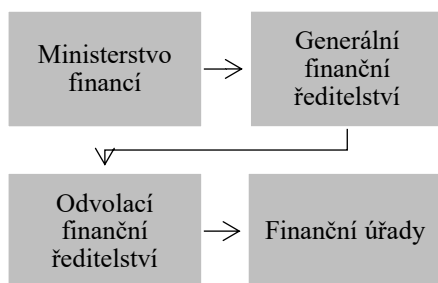 Ministerstvo
financí
Generální
finanční
ředitelství
Odvolací
finanční
ředitelství
Finanční úřady